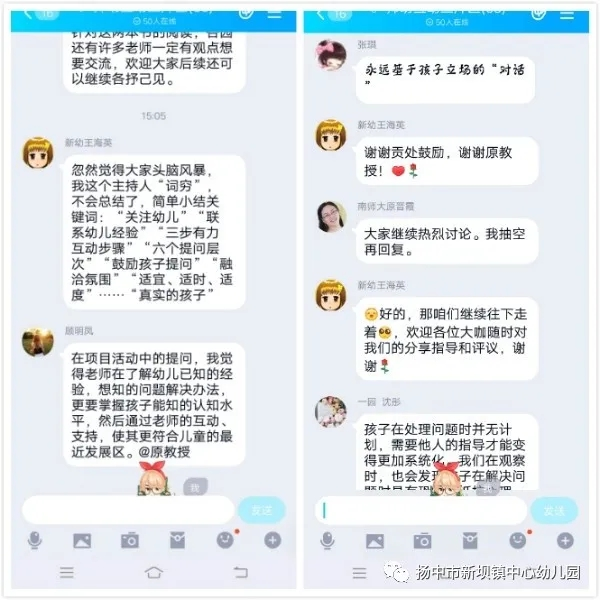 16
50人在线
针对这两本书的阅读，合
园还有许多老师一定有观点想
要交流，欢迎大家后续还可
以继续各抒己见。
15:05
新幼王海英
忽然觉得大家头脑风暴，
我这个主持人“词穷”，
不会总结了，简单小结关
键词：“关注幼儿”“联
系幼儿经验”“三步有力
互动步骤”“六个提问层
次”“鼓励孩子提问”“融
洽氛围”“适宜、适时、适
度”……“真实的孩子”
顾明凤
在项目活动中的提问，我觉
得老师在了解幼儿已知的经
验，想知的问题解决办法，
更要掌握孩子能知的认知水
平，然后通过老师的互动、
支持，使其更符合儿童的最
近发展区。@原教授
我
发送
16
50人在线
张琪
永远基于孩子立场的“对话
”
新幼王海英
谢谢贡处鼓励，谢谢原教
授！❤🌹
南师大原晋霞
大家继续热烈讨论。我抽空
再回复。
新幼王海英
好的，那咱们继续往下走
着，欢迎各位大咖随时对
我们的分享指导和评议，谢
谢🌹
一园 沈彤
孩子在处理问题时并无计
划，需要他人的指导才能变
得更加系统化。我们在观察
时，也会发现孩子在解决问
我
发送
扬中市新坝镇中心幼儿园